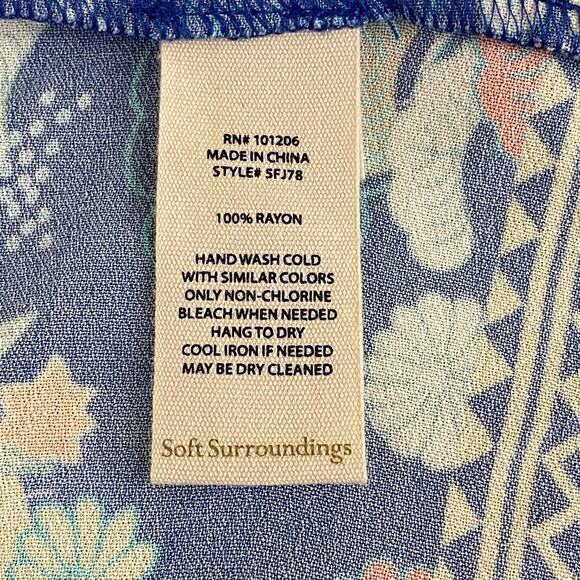 RN# 101206
MADE IN CHINA
STYLE# 5FJ78
100% RAYON
HAND WASH COLD
WITH SIMILAR COLORS
ONLY NON-CHLORINE
BLEACH WHEN NEEDED
HANG TO DRY
COOL IRON IF NEEDED
MAY BE DRY CLEANED
Soft Surroundings